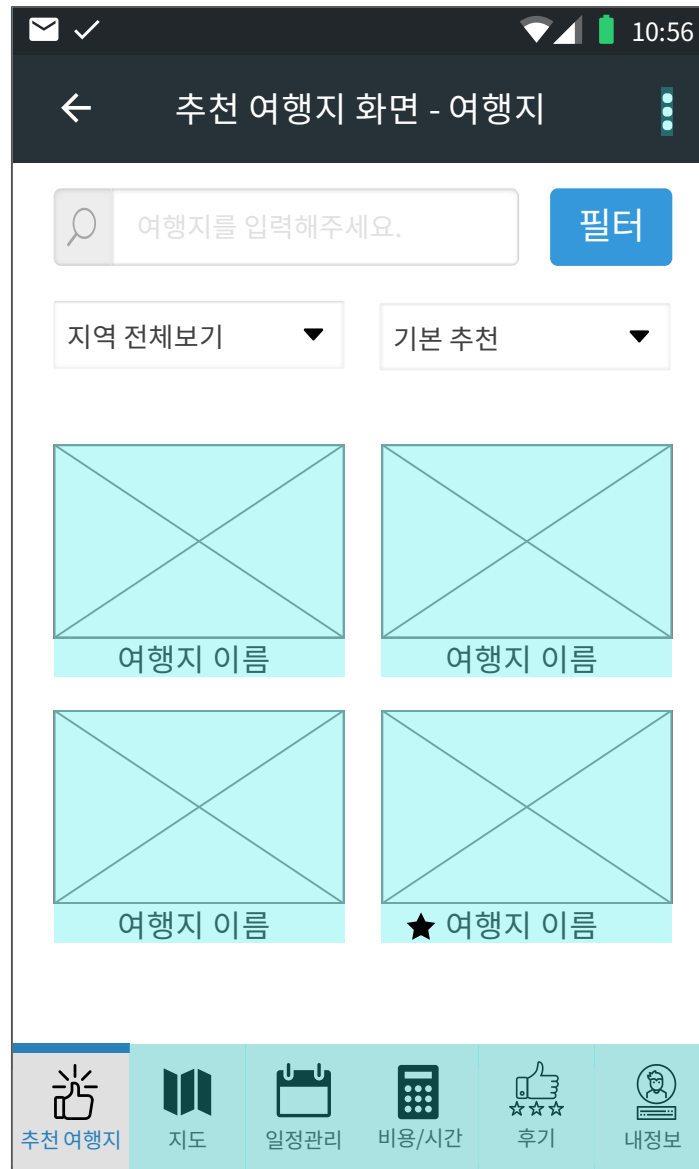 10:56
추천 여행지 화면 - 여행지
여행지를 입력해주세요.
필터
지역 전체보기
기본 추천
여행지 이름
여행지 이름
여행지 이름
여행지 이름
추천 여행지
지도
일정관리
비용/시간
후기
내정보